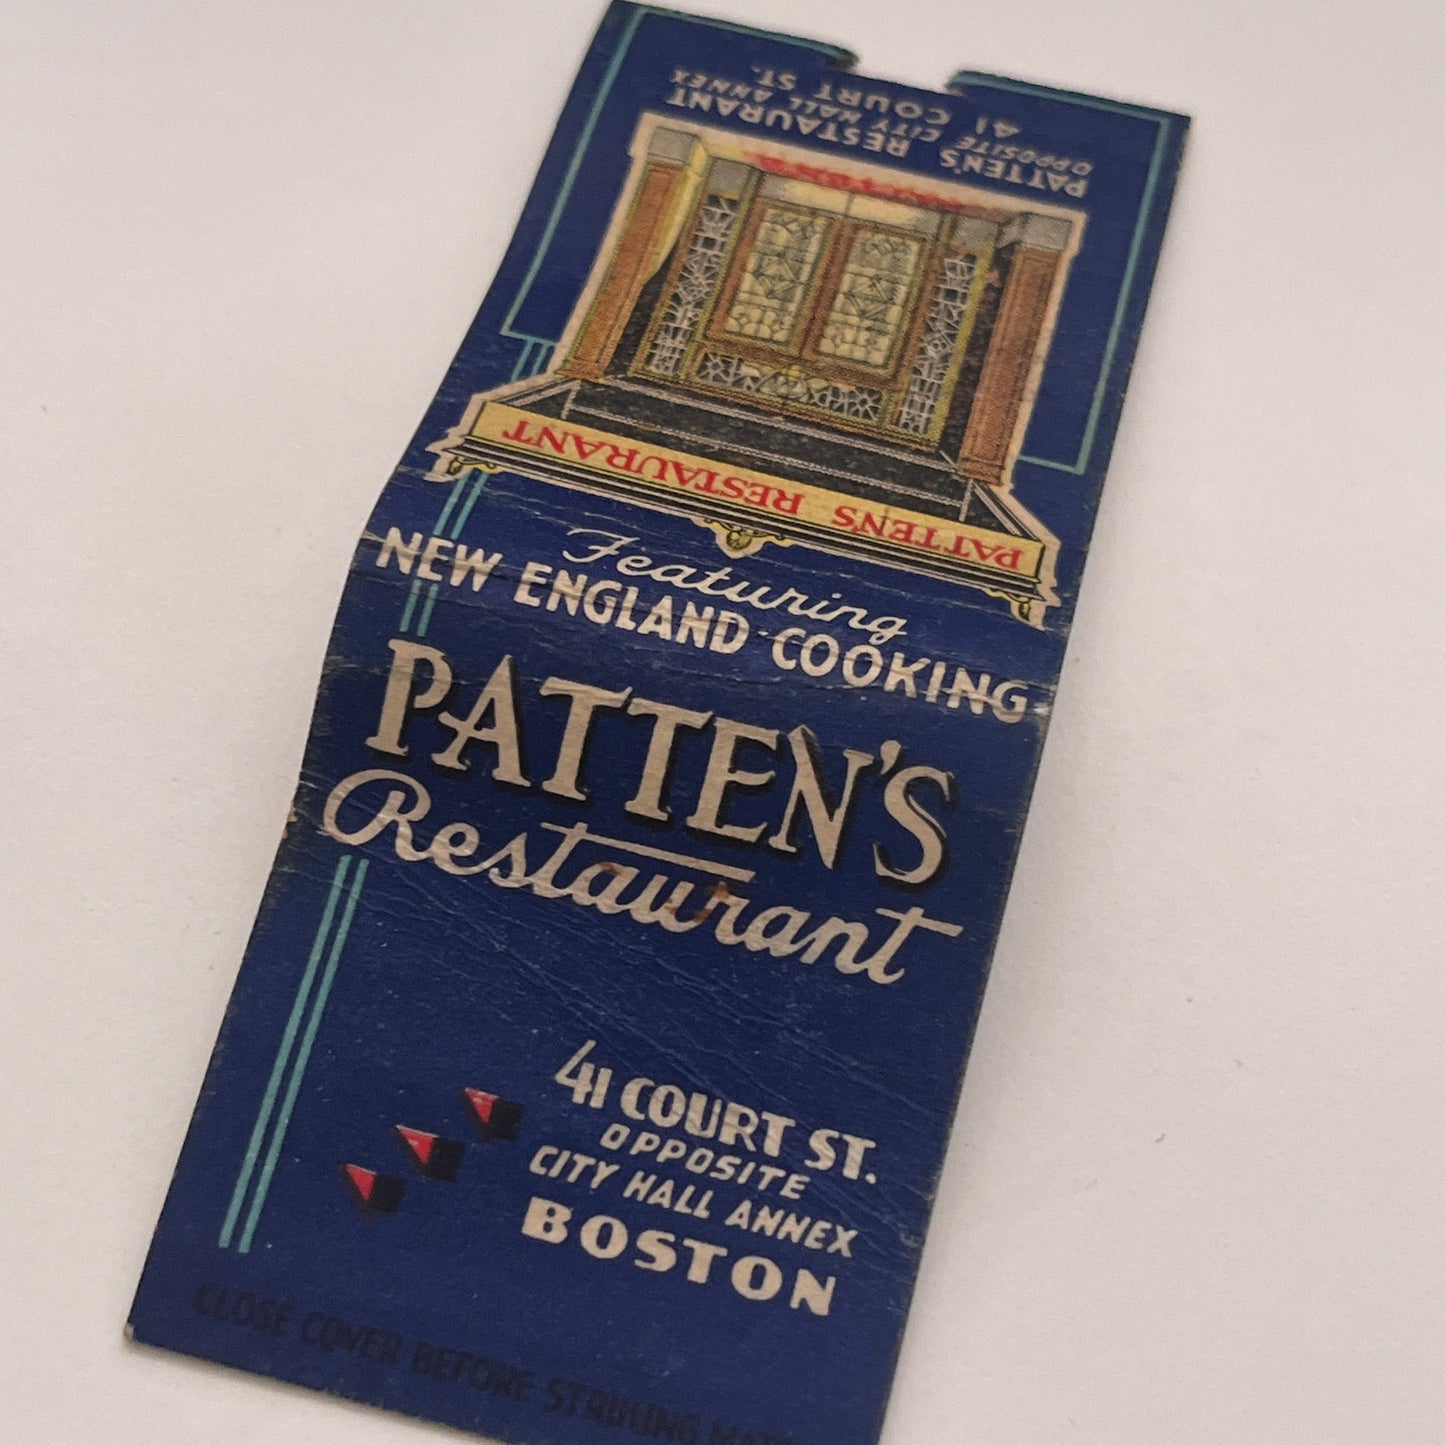 PATTEN'S RESTAURANT
OPPOSITE CITY HALL ANNEX
41 COURT ST.
PATTEN'S RESTAURANT
Featuring
NEW ENGLAND COOKING
PATTEN'S
Restaurant
41 COURT ST.
OPPOSITE
CITY HALL ANNEX
BOSTON
CLOSE COVER BEFORE STRIKING